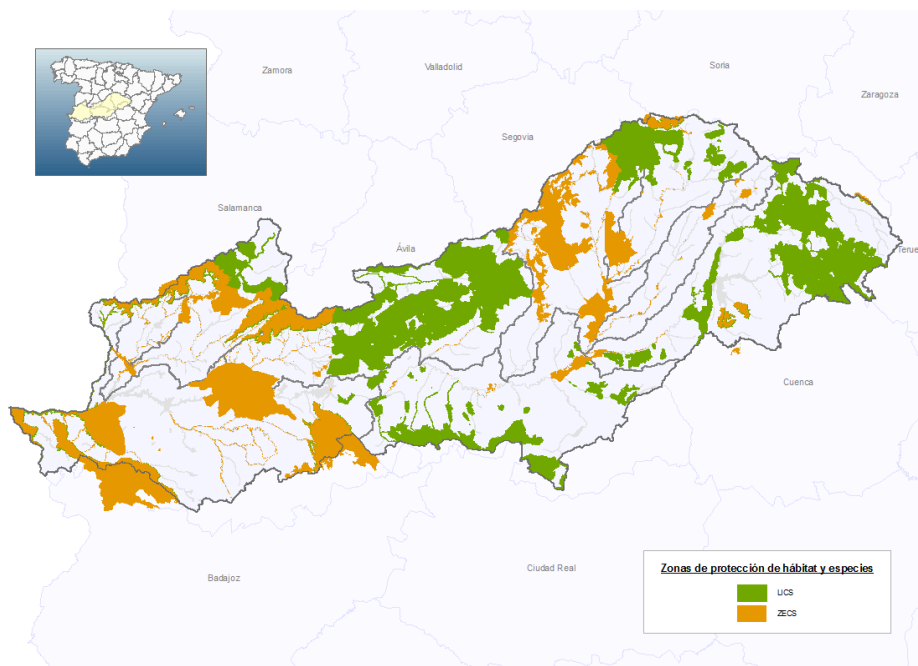 Soria
Valladolid
Zamora
Zaragoza
Segovia
Salamanca
Ávila
Teruel
Cuenca
Ciudad Real
Badajoz
Zonas de protección de hábitat y especies
LICS
ZECS